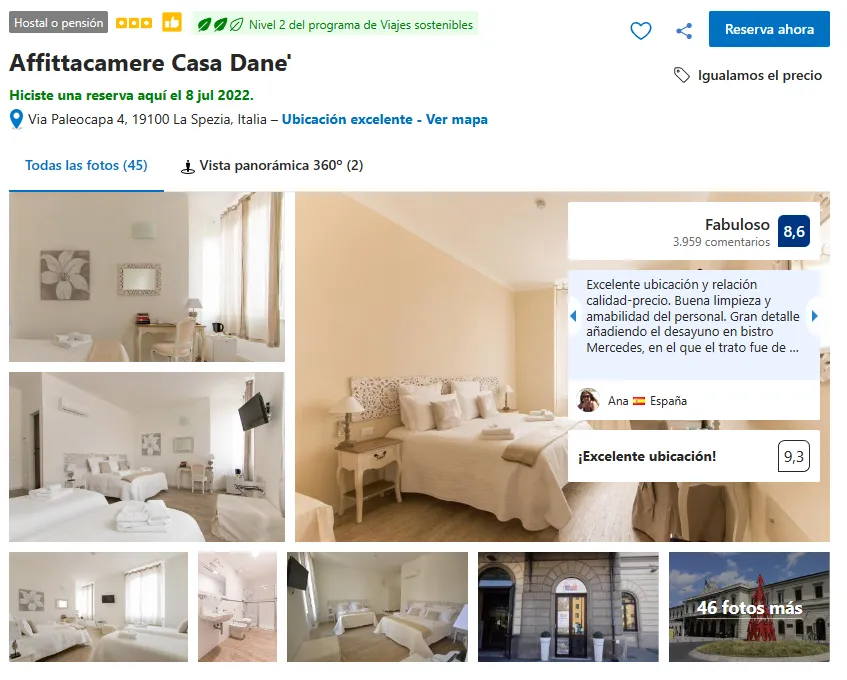 Hostal o pensión
Nivel 2 del programa de Viajes sostenibles
Reserva ahora
Affittacamere Casa Dane'
Igualamos el precio
Hiciste una reserva aquí el 8 jul 2022.
Via Paleocapa 4, 19100 La Spezia, Italia – Ubicación excelente - Ver mapa
Todas las fotos (45)
Vista panorámica 360º (2)
Fabuloso
3.959 comentarios
8,6
Excelente ubicación y relación
calidad-precio. Buena limpieza y
amabilidad del personal. Gran detalle
añadiendo el desayuno en bistro
Mercedes, en el que el trato fue de ...
Ana España
¡Excelente ubicación!
9,3
46 fotos más